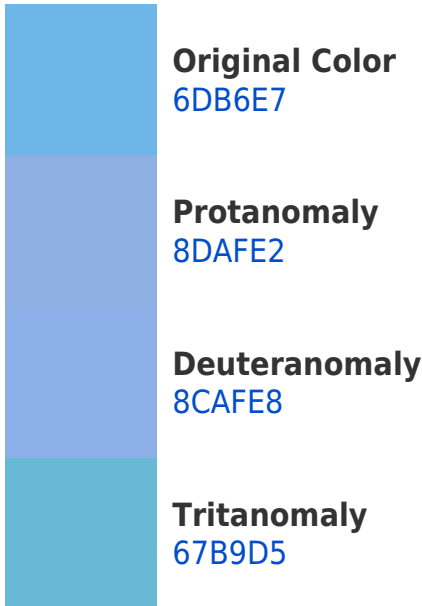 Original Color
6DB6E7
Protanomaly
8DAFE2
Deuteranomaly
8CAFE8
Tritanomaly
67B9D5